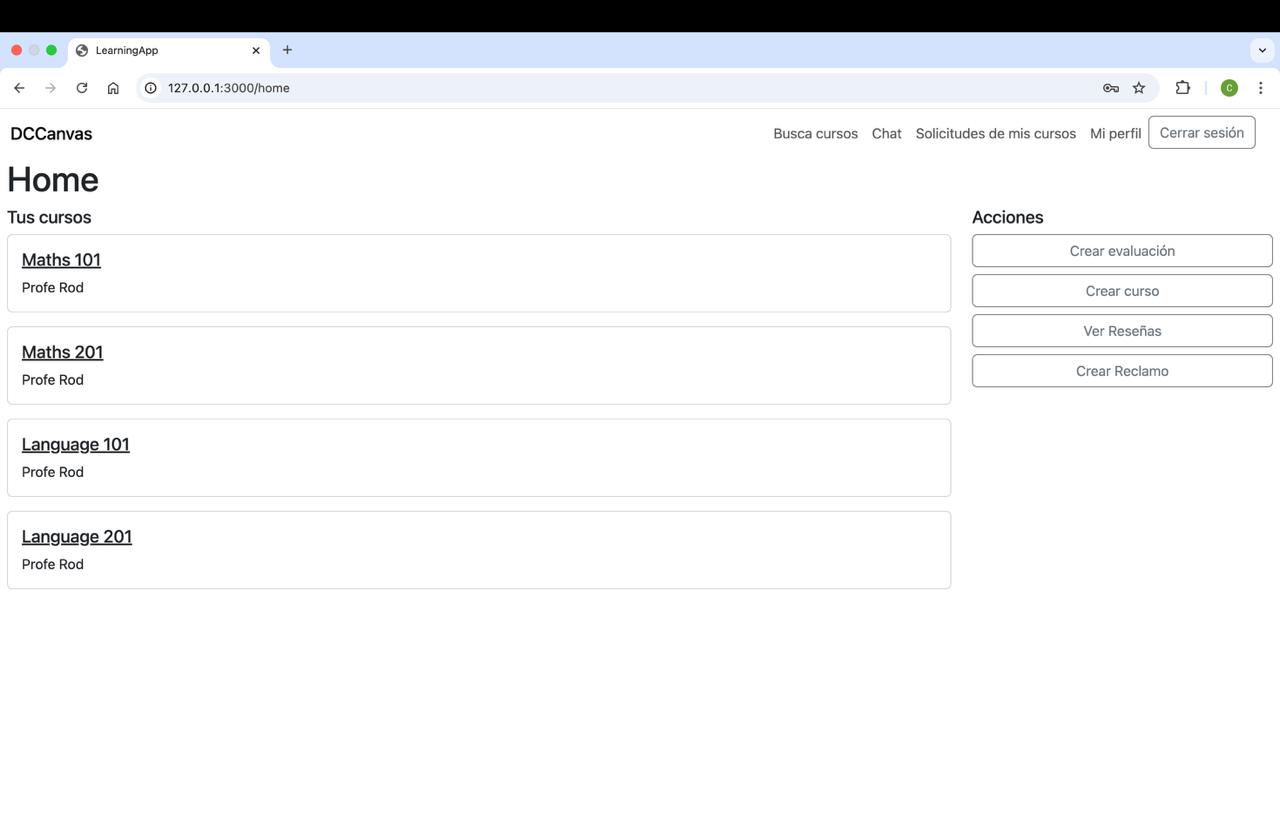 LearningApp
127.0.0.1:3000/home
C
DCCanvas
Busca cursos Chat Solicitudes de mis cursos Mi perfil Cerrar sesión
Home
Tus cursos
Maths 101
Profe Rod
Maths 201
Profe Rod
Language 101
Profe Rod
Language 201
Profe Rod
Acciones
Crear evaluación
Crear curso
Ver Reseñas
Crear Reclamo